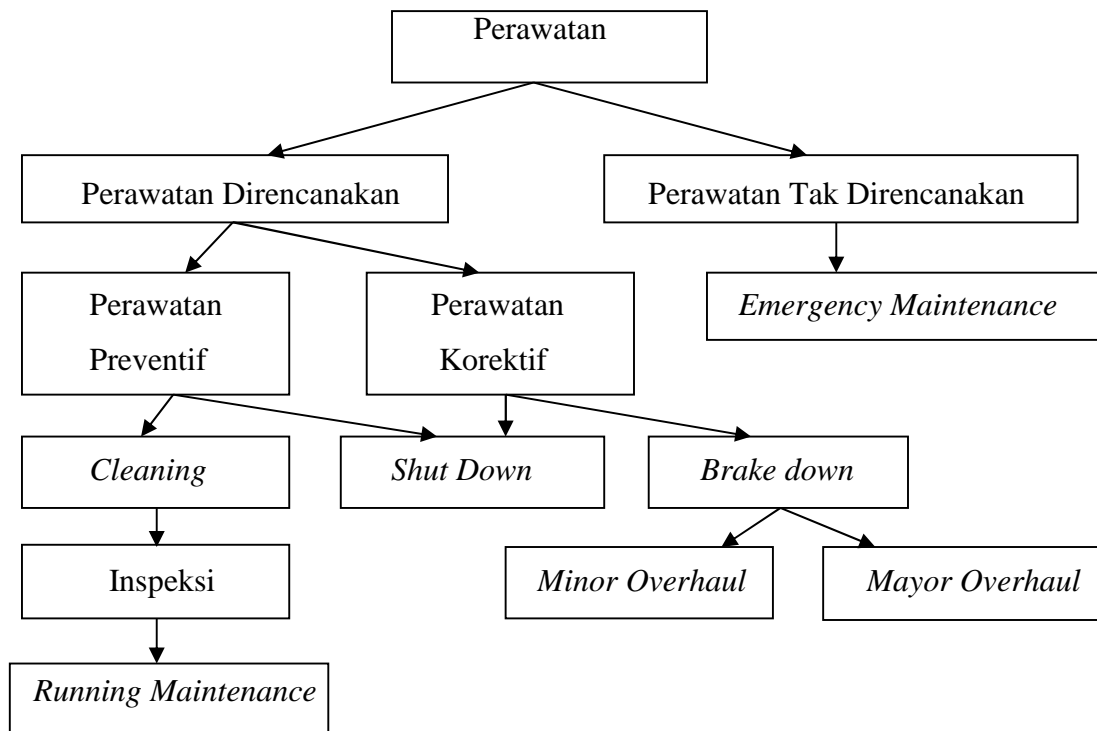 Perawatan
Perawatan Direncanakan
Perawatan Tak Direncanakan
Perawatan
Preventif
Perawatan
Korektif
Emergency Maintenance
Cleaning
Shut Down
Brake down
Inspeksi
Minor Overhaul
Mayor Overhaul
Running Maintenance